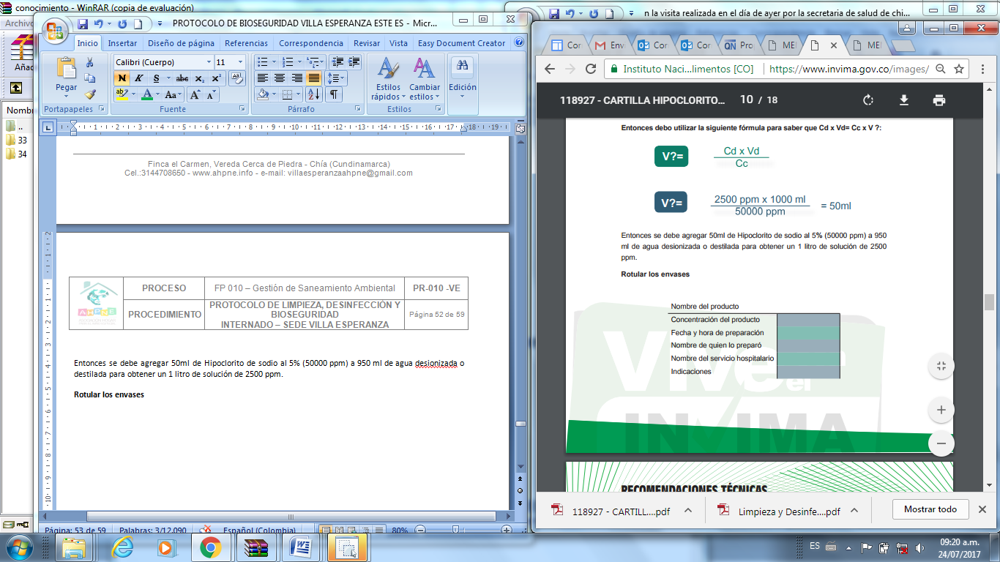 conocimiento - WinRAR (copia de evaluación)
Archivo
Nombr
..
33
34
PROTOCOLO DE BIOSEGURIDAD VILLA ESPERANZA ESTE ES - Micr...
Inicio Insertar Diseño de página Referencias Correspondencia Revisar Vista Easy Document Creator
Calibri (Cuerpo) 11
Pegar
N K S abc x₂ x²
Aa A A
Estilos rápidos
Cambiar estilos
Edición
Portapapeles Fuente Párrafo Estilos
Finca el Carmen, Vereda Cerca de Piedra - Chía (Cundinamarca)
Cel.:3144708650 - www.ahpne.info - e-mail: villaesperanzaahpne@gmail.com
AHPNE
PROCESO FP 010 – Gestión de Saneamiento Ambiental PR-010 -VE
PROCEDIMIENTO PROTOCOLO DE LIMPIEZA, DESINFECCIÓN Y BIOSEGURIDAD INTERNADO – SEDE VILLA ESPERANZA Página 52 de 59
Entonces se debe agregar 50ml de Hipoclorito de sodio al 5% (50000 ppm) a 950 ml de agua desionizada o
destilada para obtener un 1 litro de solución de 2500 ppm.
Rotular los envases
Página: 53 de 59 Palabras: 3/12.090 Español (Colombia) 80%
n la visita realizada en el día de ayer por la secretaria de salud de chi...
Cor Env Cor Cor Pro MEI MEI
Instituto Naci...limentos [CO] https://www.invima.gov.co/images/
118927 - CARTILLA HIPOCLORITO... 10 / 18
Entonces debo utilizar la siguiente fórmula para saber que Cd x Vd= Cc x V ?:
V?= Cd x Vd
Cc
V?= 2500 ppm x 1000 ml = 50ml
50000 ppm
Entonces se debe agregar 50ml de Hipoclorito de sodio al 5% (50000 ppm) a 950
ml de agua desionizada o destilada para obtener un 1 litro de solución de 2500
ppm.
Rotular los envases
Nombre del producto
Concentración del producto
Fecha y hora de preparación
Nombre de quien lo preparó
Nombre del servicio hospitalario
Indicaciones
Vive el
INVIMA
RECOMENDACIONES TÉCNICAS
118927 - CARTILL....pdf Limpieza y Desinfe....pdf Mostrar todo
ES 09:20 a.m.
24/07/2017